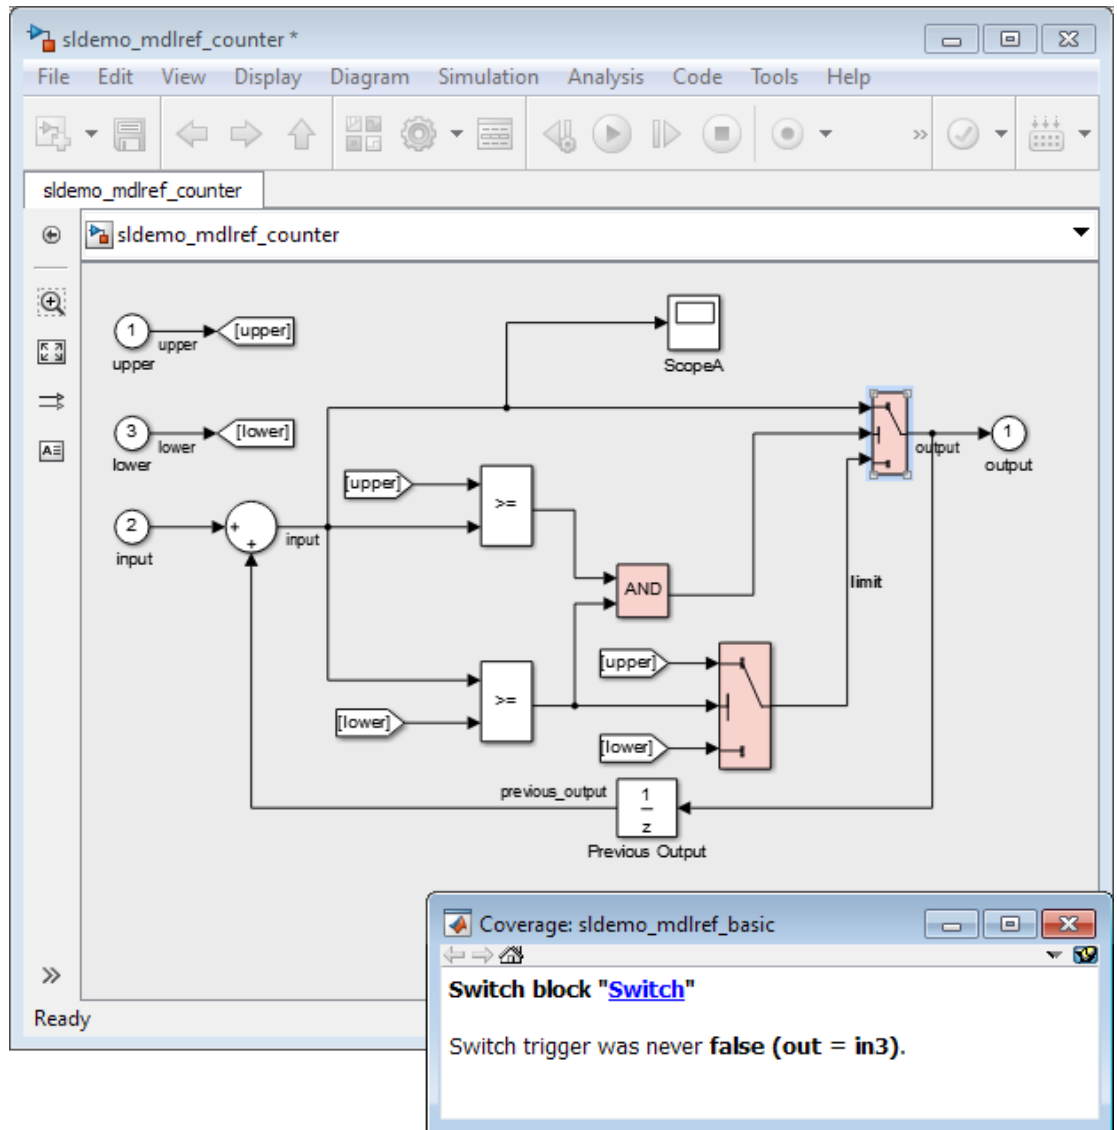 sldemo_mdlref_counter *
File Edit View Display Diagram Simulation Analysis Code Tools Help
»
sldemo_mdlref_counter
sldemo_mdlref_counter
A
ScopeA
1
upper
[upper]
upper
3
lower
[lower]
lower
output
1
output
[upper]
>=
2
input
+
+
input
AND
limit
[upper]
[lower]
>=
[lower]
previous_output
1
z
Previous Output
»
Ready
Coverage: sldemo_mdlref_basic
Switch block "Switch"
Switch trigger was never false (out = in3).